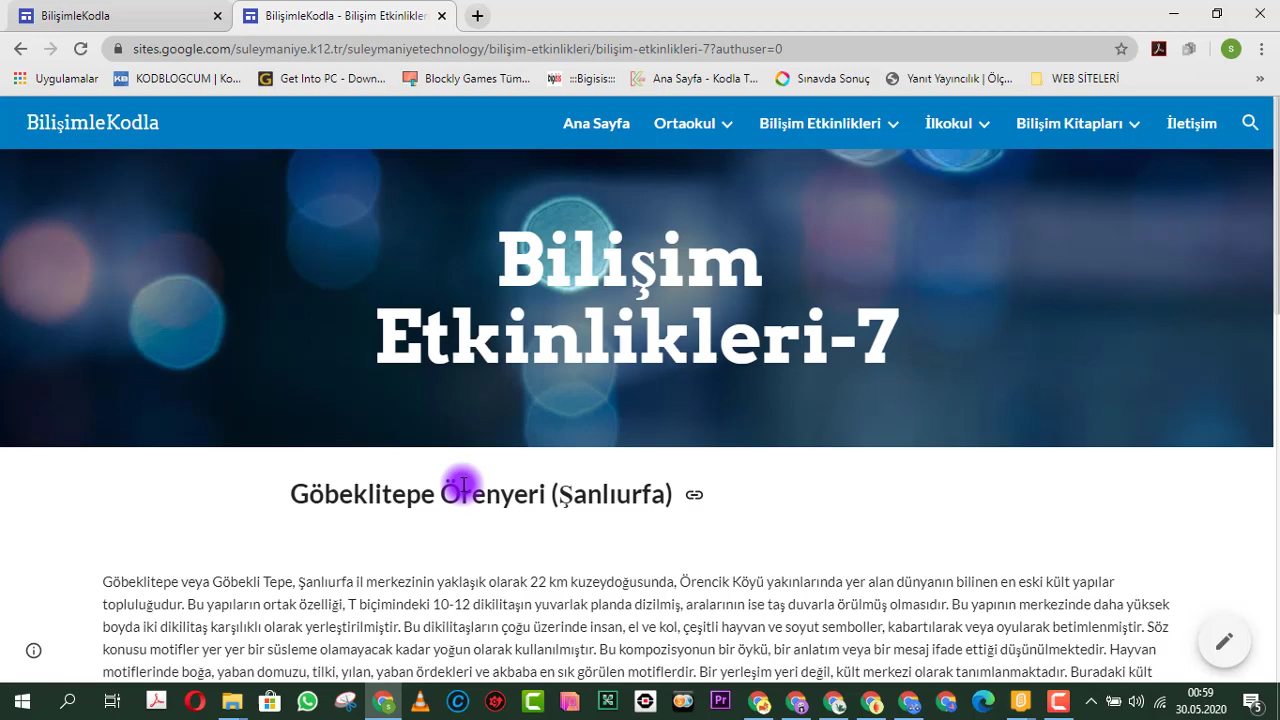 BilişimleKodla
BilişimleKodla - Bilişim Etkinlikler
sites.google.com/suleymaniye.k12.tr/suleymaniyetechnology/bilişim-etkinlikleri/bilişim-etkinlikleri-7?authuser=0
S
Uygulamalar
KODBLOGCUM | Ko...
Get Into PC - Down...
Blockly Games Tüm...
:::Bigisis:::
Ana Sayfa - Kodla T...
Sınarda Sonuç
Yanıt Yayıncılık | Ölç...
WEB SİTELERİ
»
BilişimleKodla
Ana Sayfa
Ortaokul
Bilişim Etkinlikleri
İlkokul
Bilişim Kitapları
İletişim
Bilişim
Etkinlikleri-7
Göbeklitepe Örenyeri (Şanlıurfa)
Göbeklitepe veya Göbekli Tepe, Şanlıurfa il merkezinin yaklaşık olarak 22 km kuzeydoğusunda, Örencik Köyü yakınlarında yer alan dünyanın bilinen en eski kült yapılar
topluluğudur. Bu yapıların ortak özelliği, T biçimindeki 10-12 dikilitaşın yuvarlak planda dizilmiş, aralarının ise taş duvarla örülmüş olmasıdır. Bu yapının merkezinde daha yüksek
boyda iki dikilitaş karşılıklı olarak yerleştirilmiştir. Bu dikilitaşların çoğu üzerinde insan, el ve kol, çeşitli hayvan ve soyut semboller, kabartılarak veya oyularak betimlenmiştir. Söz
konusu motifler yer yer bir süsleme olamayacak kadar yoğun olarak kullanılmıştır. Bu kompozisyonun bir öykü, bir anlatım veya bir mesaj ifade ettiği düşünülmektedir. Hayvan
motiflerinde boğa, yaban domuzu, tilki, yılan, yaban ördekleri ve akbaba en sık görülen motiflerdir. Bir yerleşim yeri değil, kült merkezi olarak tanımlanmaktadır. Buradaki kült
Pr
00:59
30.05.2020
5